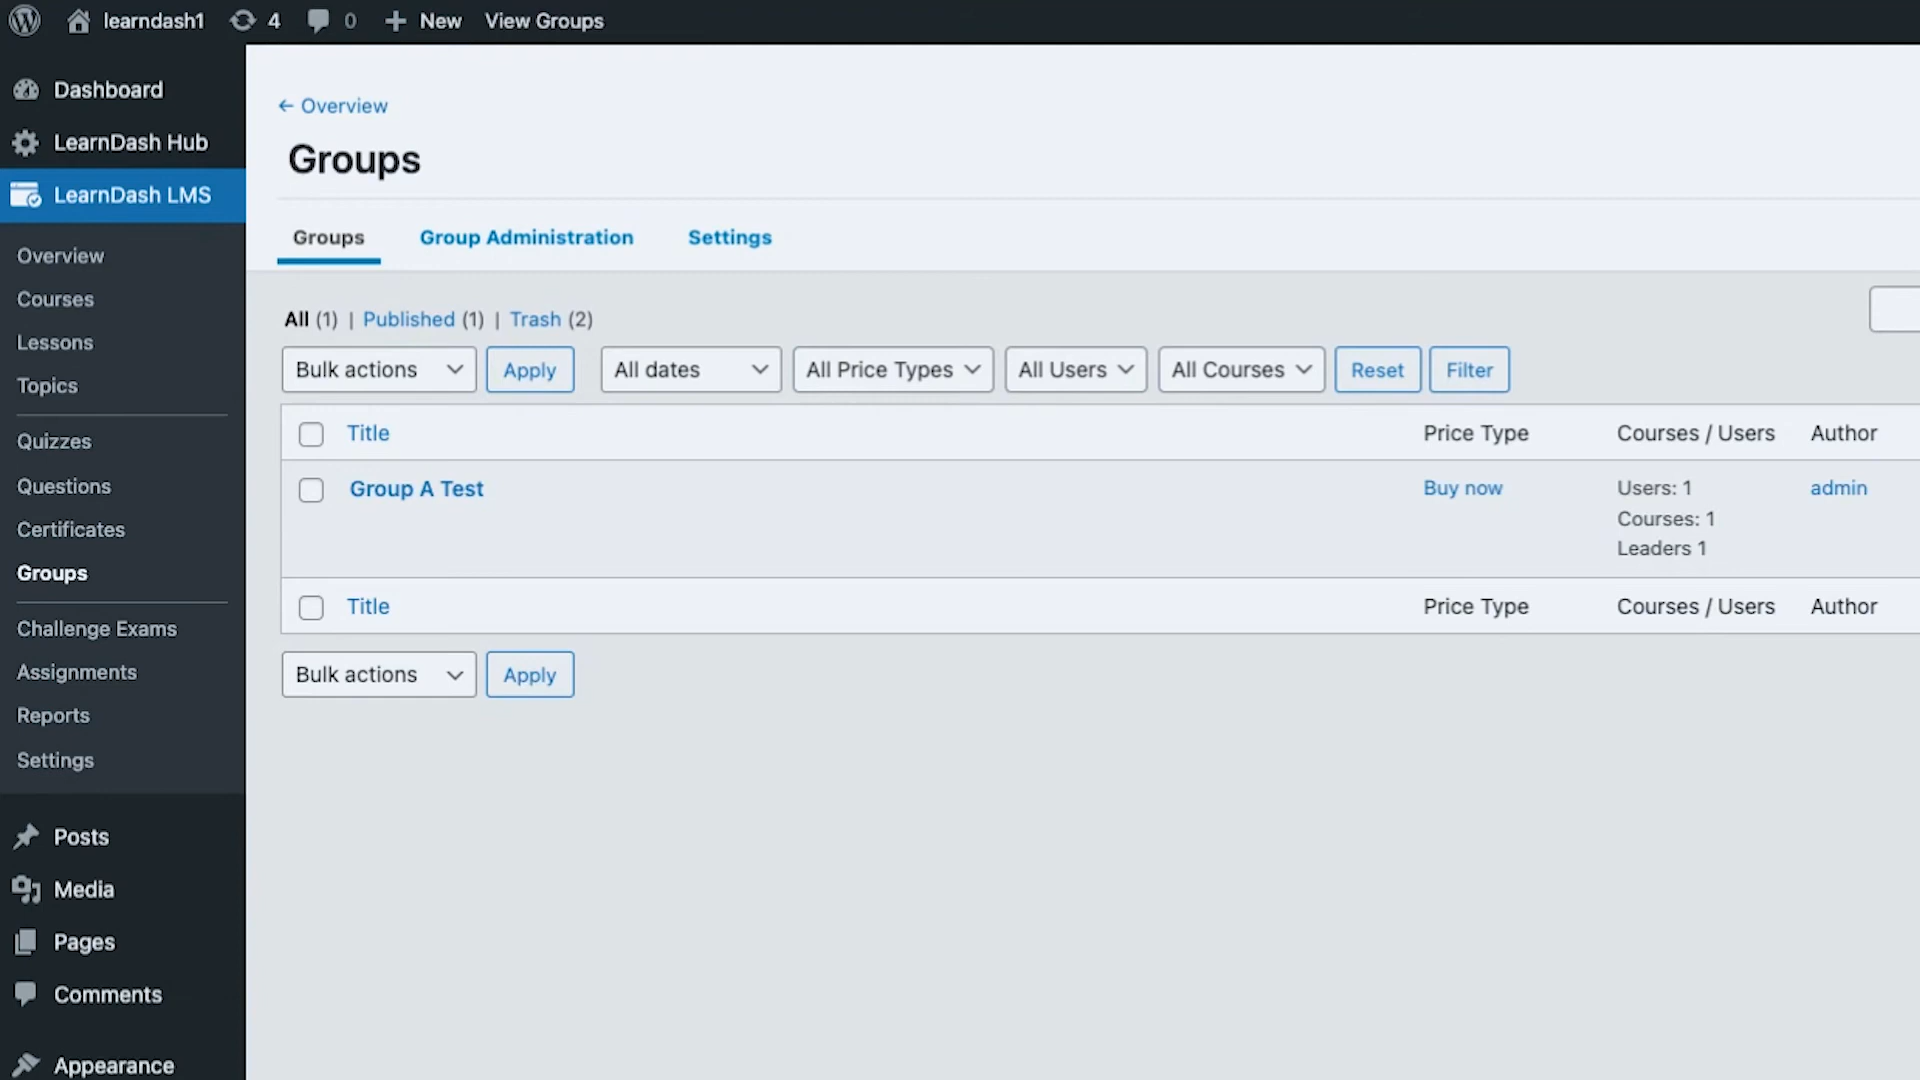 learndash1 4 0 + New View Groups
Dashboard
LearnDash Hub
LearnDash LMS
Overview
Courses
Lessons
Topics
Quizzes
Questions
Certificates
Groups
Challenge Exams
Assignments
Reports
Settings
Posts
Media
Pages
Comments
Appearance
← Overview
Groups
Groups Group Administration Settings
All (1) | Published (1) | Trash (2)
Bulk actions Apply All dates All Price Types All Users All Courses Reset Filter
Title Price Type Courses / Users Author
Group A Test Buy now Users: 1 admin
Courses: 1
Leaders 1
Title Price Type Courses / Users Author
Bulk actions Apply